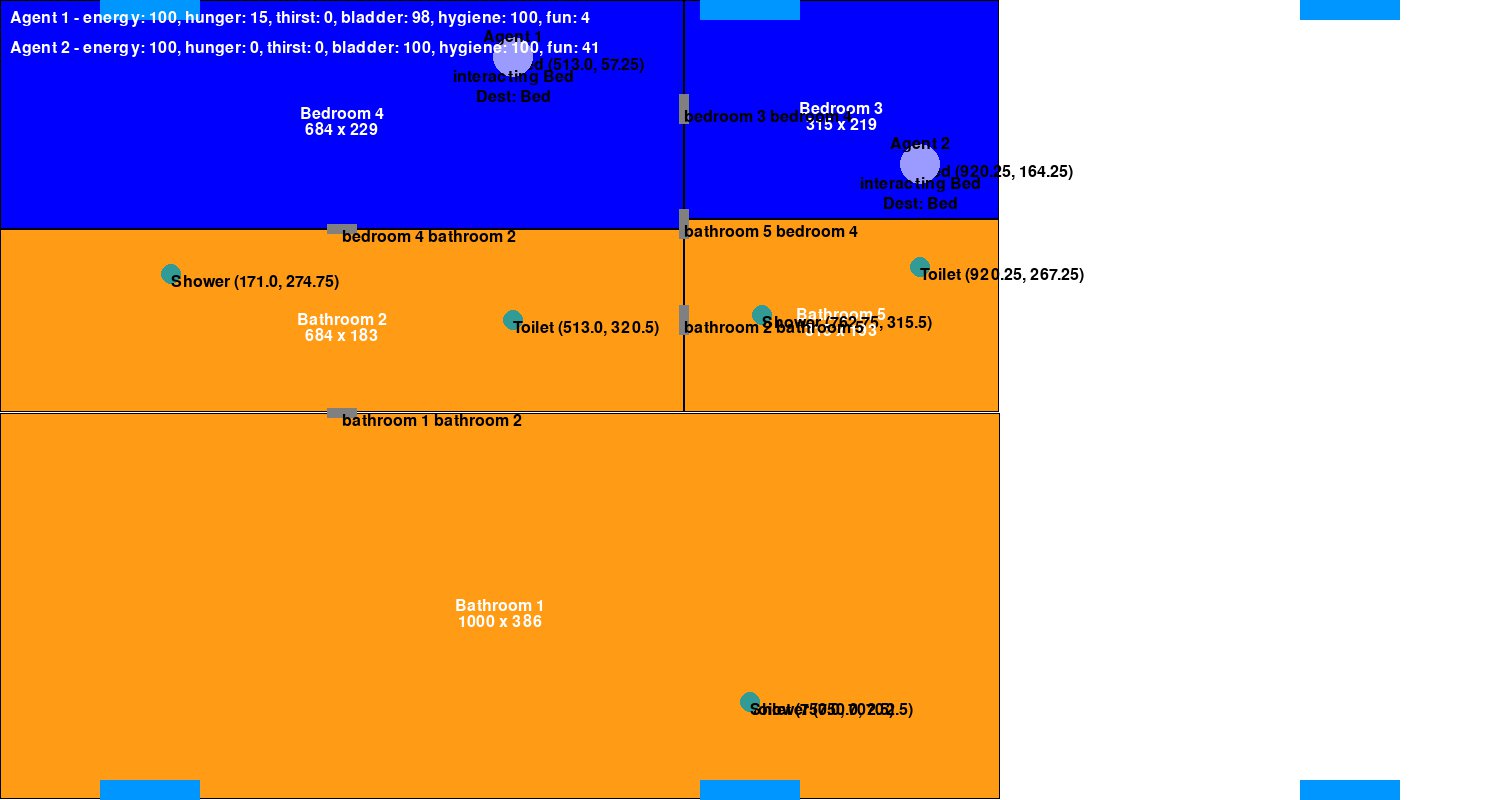 Agent 1 - energy: 100, hunger: 15, thirst: 0, bladder: 98, hygiene: 100, fun: 4
Agent 2 - energy: 100, hunger: 0, thirst: 0, bladder: 100, hygiene: 100, fun: 41
Agent 1
(513.0, 57.25)
interacting Bed
Dest: Bed
Bedroom 4
684 x 229
Bedroom 3
315 x 219
bedroom 3 bedroom 4
Agent 2
(920.25, 164.25)
interacting Bed
Dest: Bed
bedroom 4 bathroom 2
bathroom 5 bedroom 4
Shower (171.0, 274.75)
Toilet (920.25, 267.25)
Bathroom 2
684 x 183
Toilet (513.0, 320.5)
Bathroom 5
Shower (762.75, 315.5)
bathroom 2 bathroom 5
bathroom 1 bathroom 2
Bathroom 1
1000 x 386